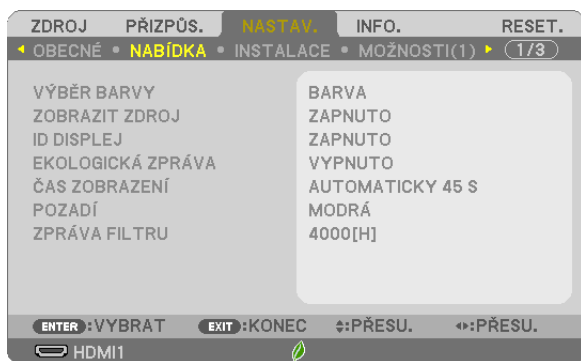 ZDROJ PŘIZPŮS. NASTAV. INFO. RESET.
OBECNÉ • NABÍDKA • INSTALACE • MOŽNOSTI(1) 1/3
VÝBĚR BARVY BARVA
ZOBRAZIT ZDROJ ZAPNUTO
ID DISPLEJ ZAPNUTO
EKOLOGICKÁ ZPRÁVA VYPNUTO
ČAS ZOBRAZENÍ AUTOMATICKY 45 S
POZADÍ MODRÁ
ZPRÁVA FILTRU 4000[H]
ENTER:VYBRAT EXIT:KONEC :PŘESU. :PŘESU.
HDMI1